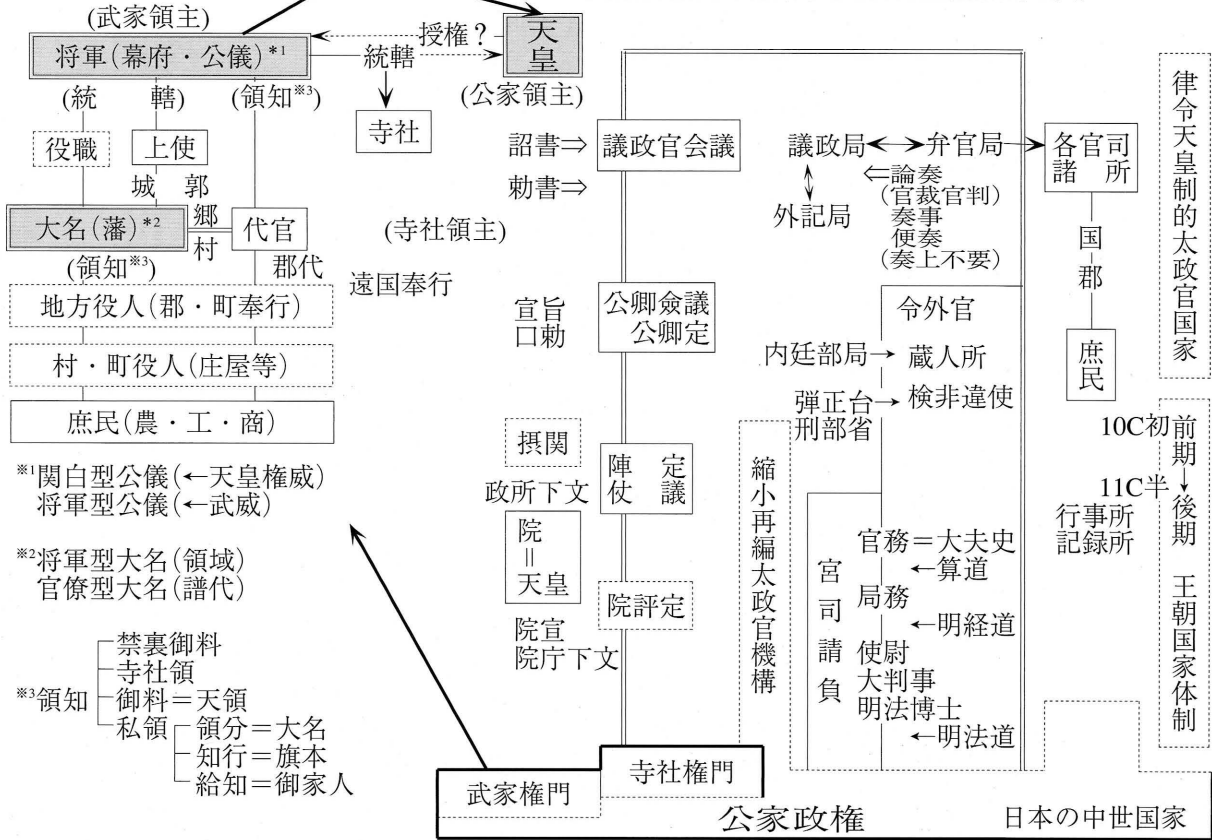 (武家領主)
将軍(幕府・公儀)*1
授権?
統轄
天皇
(公家領主)
(統 轄)
(領知※3)
寺社
役職
上使
城 郭
大名(藩)*2
郷村
代官
(領知※3)
郡代
(寺社領主)
遠国奉行
地方役人(郡・町奉行)
村・町役人(庄屋等)
庶民(農・工・商)
※1関白型公儀(←天皇権威)
将軍型公儀(←武威)
※2将軍型大名(領域)
官僚型大名(譜代)
※3領知
禁裏御料
寺社領
御料=天領
私領
領分=大名
知行=旗本
給知=御家人
詔書⇒
勅書⇒
議政官会議
宣旨
口勅
公卿僉議
公卿定
摂関
政所下文
陣 定
仗 議
院
=
天皇
院評定
院宣
院庁下文
議政局
弁官局
外記局
⇐論奏
(官裁官判)
奏事
便奏
(奏上不要)
各官司
諸 所
国郡
庶民
令外官
内廷部局→蔵人所
弾正台
刑部省
→検非違使
縮小再編太政官機構
官司請負
官務=大夫史
←算道
局務
←明経道
使尉
大判事
明法博士
←明法道
律令天皇制的太政官国家
10C初
11C半
前期→後期 王朝国家体制
行事所
記録所
武家権門
寺社権門
公家政権
日本の中世国家